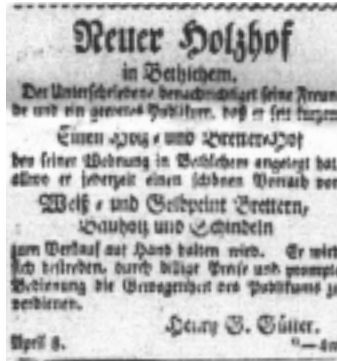 Neuer Holzhof
in Bethlehem.
Der Unterschriebene benachrichtiget seine Freun-
de und ein geneigtes Publikum, daß er seit kurzem
Einen Holz- und Bretter-Hof
bey seiner Wohnung in Bethlehem angelegt hat,
allwo er jederzeit einen schönen Vorrath von
Weiß- und Gelbpeint Brettern,
Bauholz und Schindeln
zum Verkauf auf Hand halten wird. Er wird
sich bestreben, durch billige Preise und prompte
Bedienung die Gewogenheit des Publikums zu
verdienen.
Henry B. Gütter.
April 8. —4m